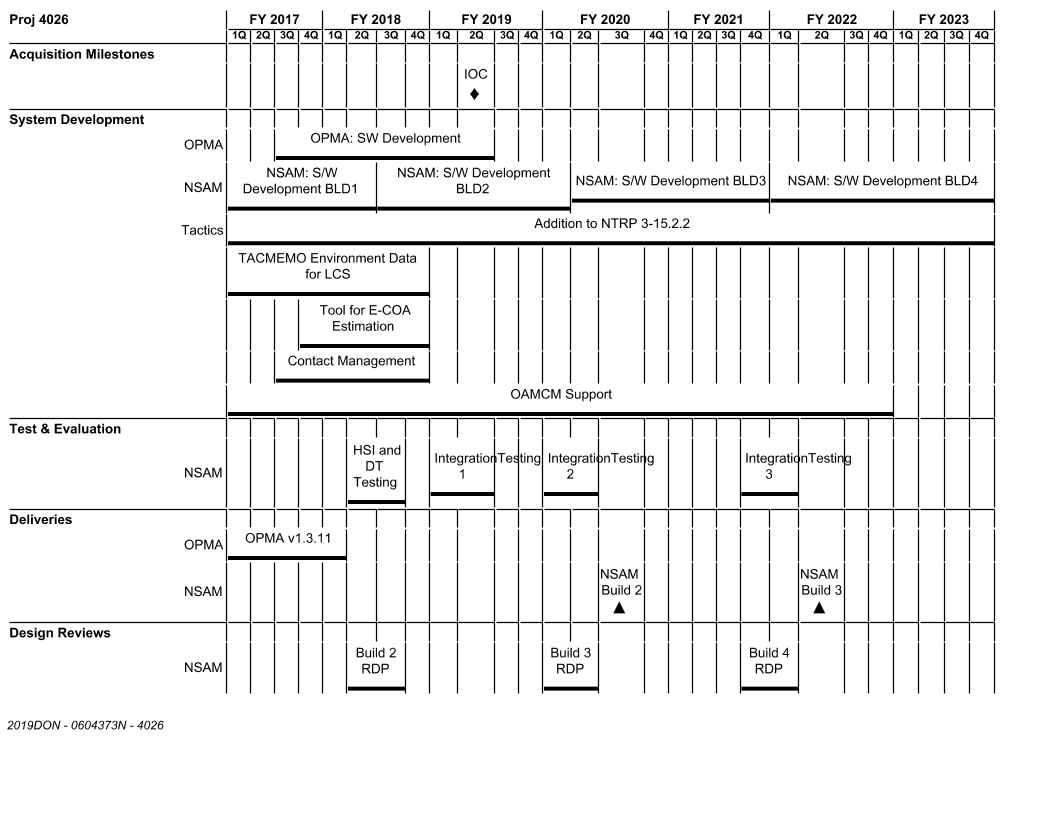 Proj 4026 FY 2017 FY 2018 FY 2019 FY 2020 FY 2021 FY 2022 FY 2023
1Q 2Q 3Q 4Q 1Q 2Q 3Q 4Q 1Q 2Q 3Q 4Q 1Q 2Q 3Q 4Q 1Q 2Q 3Q 4Q 1Q 2Q 3Q 4Q 1Q 2Q 3Q 4Q
Acquisition Milestones
IOC
System Development
OPMA
OPMA: SW Development
NSAM
NSAM: S/W
Development BLD1
NSAM: S/W Development
BLD2
NSAM: S/W Development BLD3
NSAM: S/W Development BLD4
Tactics
Addition to NTRP 3-15.2.2
TACMEMO Environment Data
for LCS
Tool for E-COA
Estimation
Contact Management
OAMCM Support
Test & Evaluation
NSAM
HSI and
DT
Testing
IntegrationTesting
1
IntegrationTesting
2
IntegrationTesting
3
Deliveries
OPMA
OPMA v1.3.11
NSAM
NSAM
Build 2
NSAM
Build 3
Design Reviews
NSAM
Build 2
RDP
Build 3
RDP
Build 4
RDP
2019DON - 0604373N - 4026